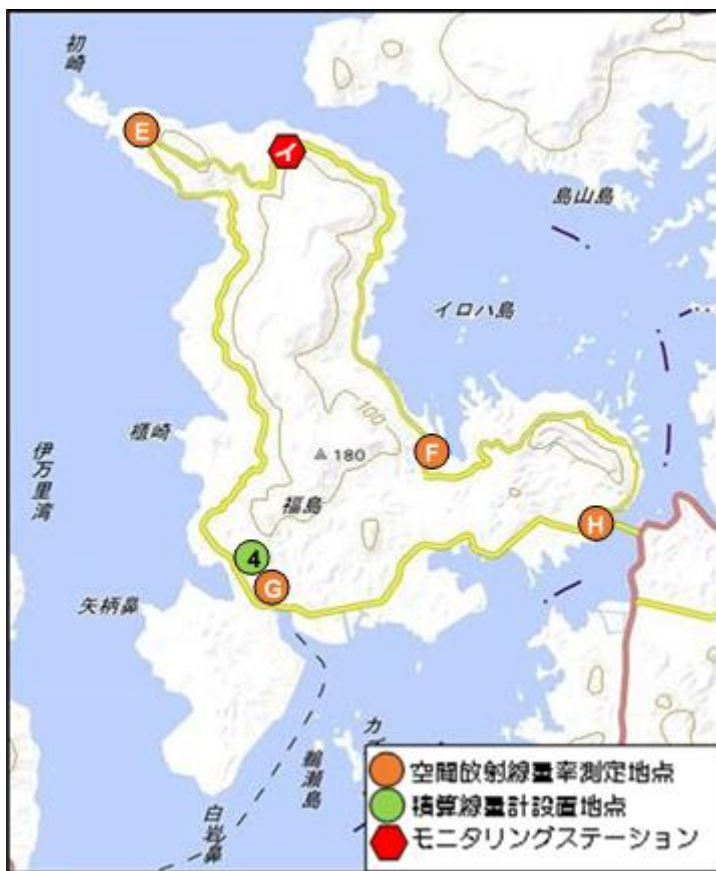 初崎
E
イ
鳥山島
イロハ島
100
櫃崎
180
F
伊万里湾
福島
H
4
G
矢柄鼻
鵜瀬島
白岩鼻
空間放射線量率測定地点
積算線量計設置地点
モニタリングステーション